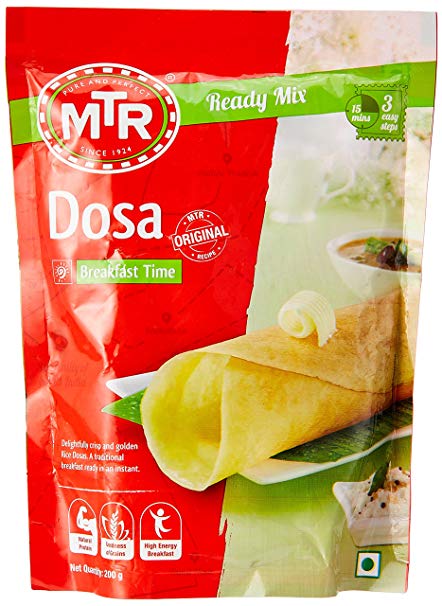 PURE AND PERFECT
MTR
SINCE 1924
®
Ready Mix
15
mins
3
easy
steps
Dosa
MTR
ORIGINAL
RECIPE
Breakfast Time
Delightfully crisp and golden
Rice Dosas. A traditional
breakfast ready in an instant.
Natural
Protein
Goodness
of Grains
High Energy
Breakfast
Net Quantity: 200 g